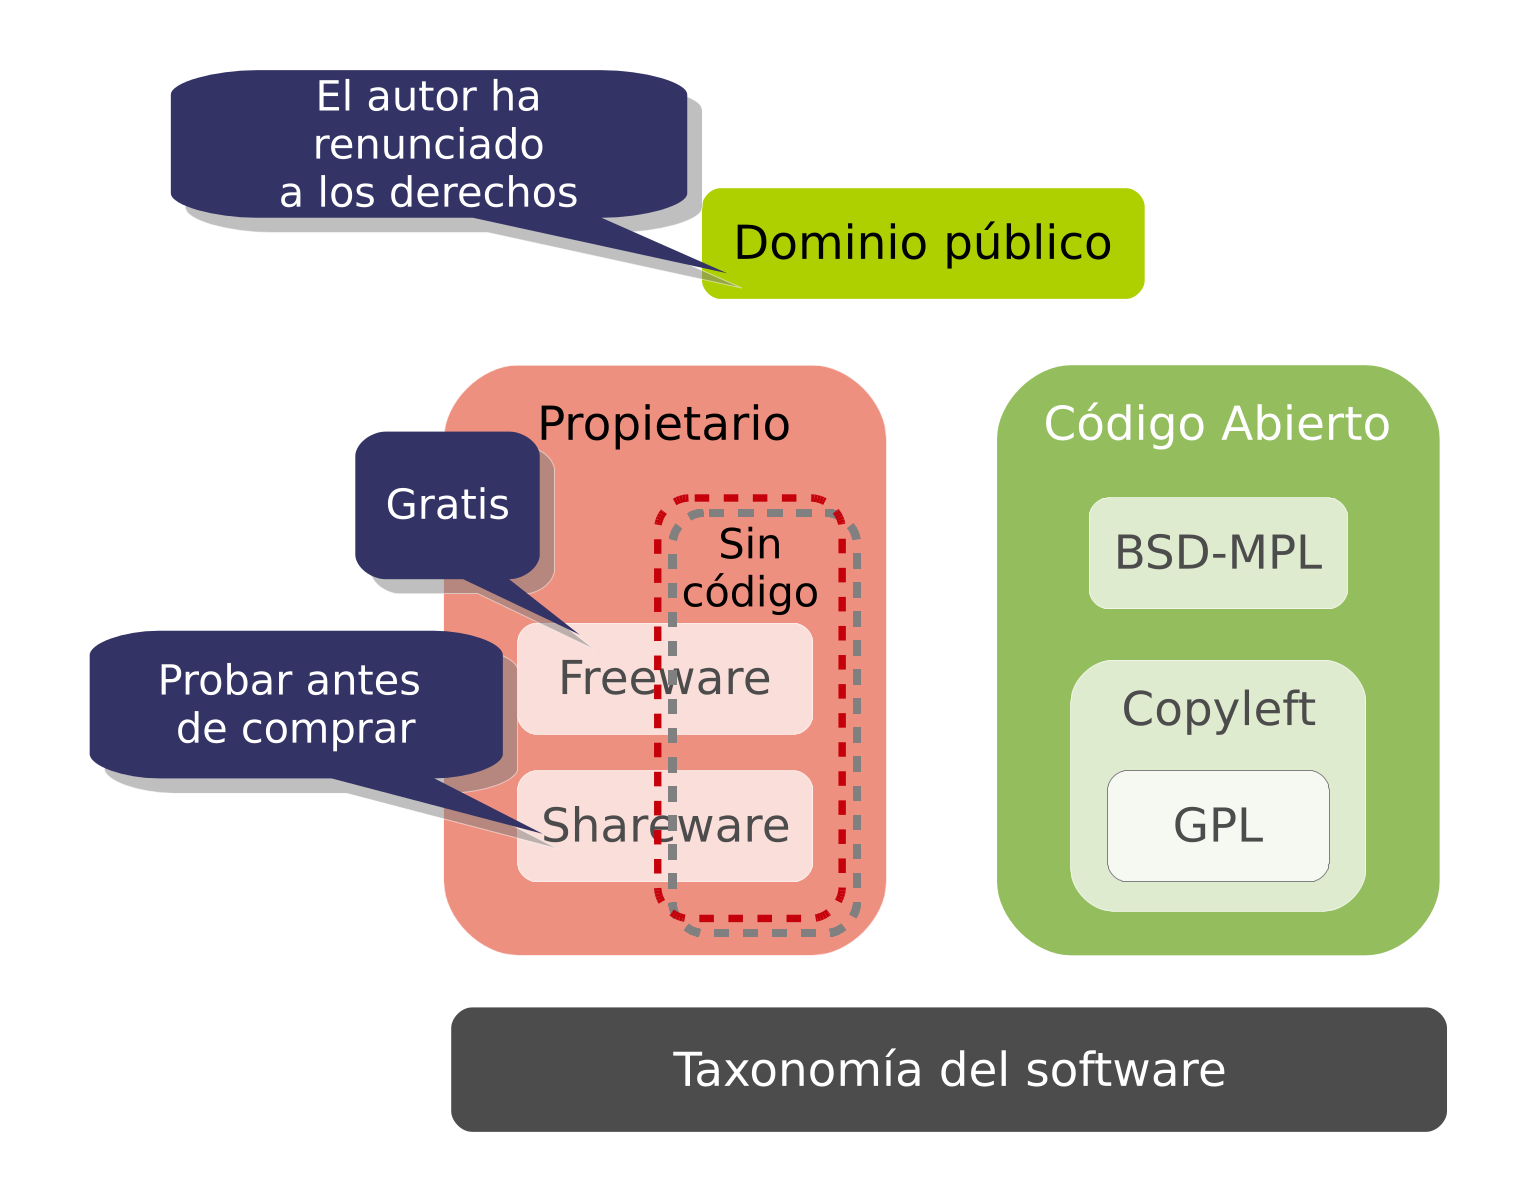 El autor ha
renunciado
a los derechos
Dominio público
Propietario
Código Abierto
Gratis
Sin
código
BSD-MPL
Freeware
Probar antes
de comprar
Copyleft
Shareware
GPL
Taxonomía del software